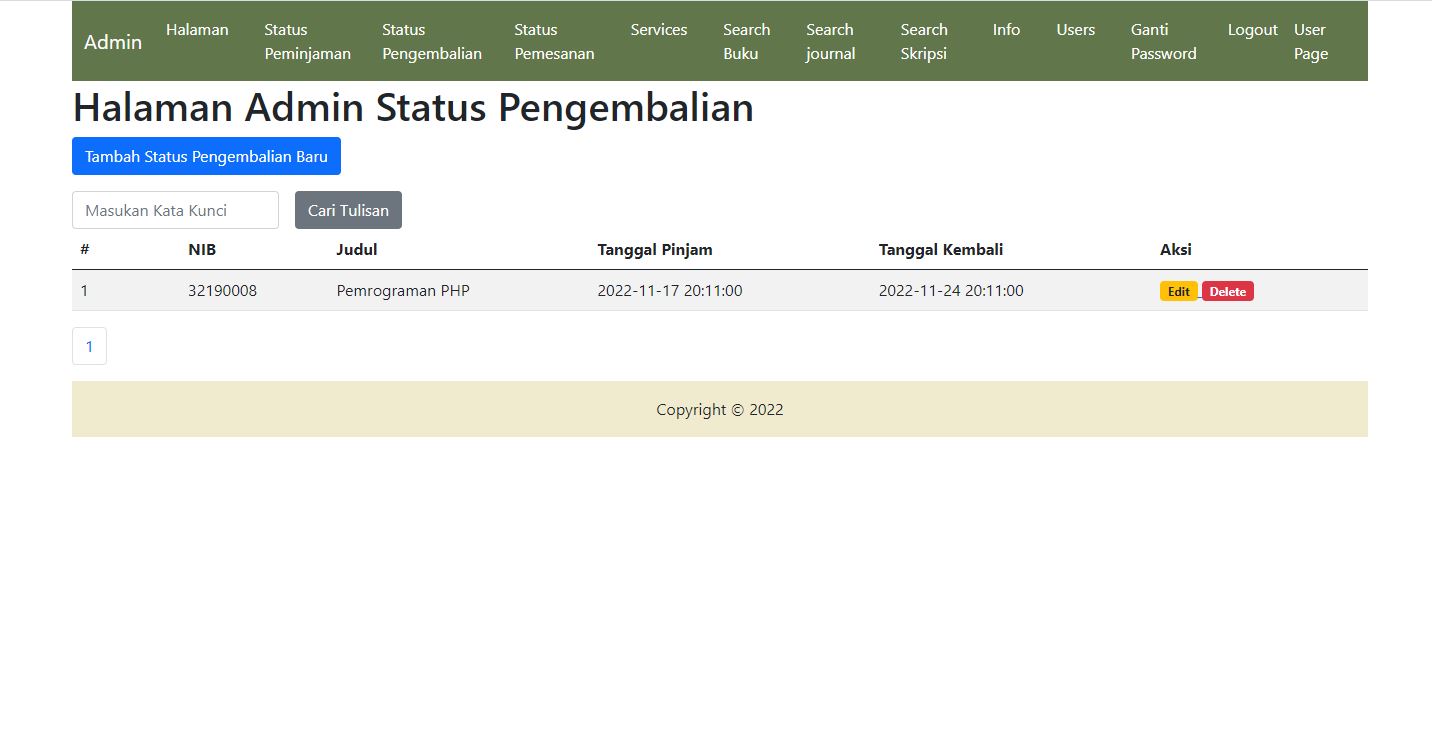 Admin Halaman Status Peminjaman Status Pengembalian Status Pemesanan Services Search Buku Search journal Search Skripsi Info Users Ganti Password Logout User Page
Halaman Admin Status Pengembalian
Tambah Status Pengembalian Baru
Masukan Kata Kunci Cari Tulisan
# NIB Judul Tanggal Pinjam Tanggal Kembali Aksi
1 32190008 Pemrograman PHP 2022-11-17 20:11:00 2022-11-24 20:11:00 Edit Delete
1
Copyright © 2022